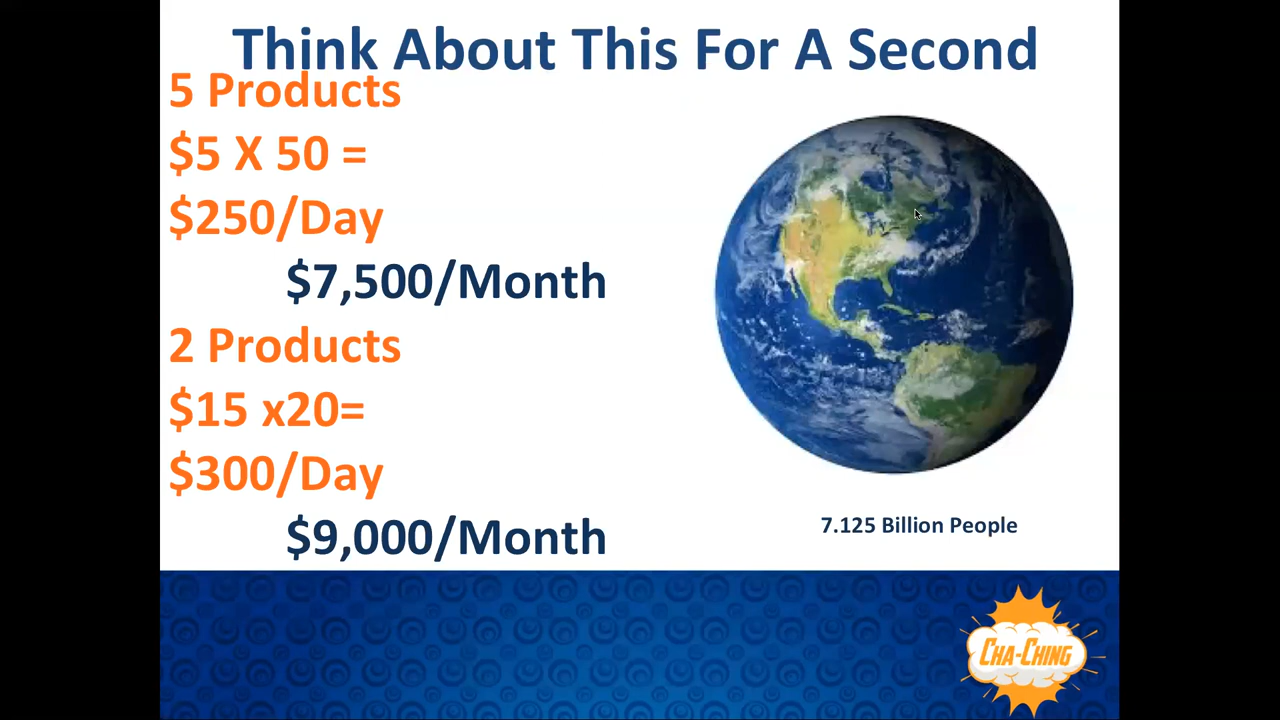 Think About This For A Second
5 Products
$5 X 50 =
$250/Day
$7,500/Month
2 Products
$15 x20=
$300/Day
$9,000/Month
7.125 Billion People
CHA-CHING